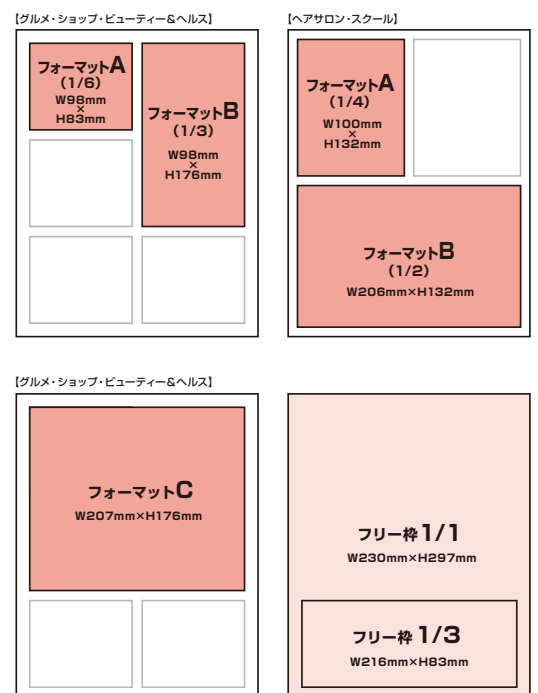 【グルメ・ショップ・ビューティー&ヘルス】
フォーマットA
(1/6)
W98mm
×
H83mm
フォーマットB
(1/3)
W98mm
×
H176mm
【ヘアサロン・スクール】
フォーマットA
(1/4)
W100mm
×
H132mm
フォーマットB
(1/2)
W206mm×H132mm
【グルメ・ショップ・ビューティー&ヘルス】
フォーマットC
W207mm×H176mm
フリー枠 1/1
W230mm×H297mm
フリー枠 1/3
W216mm×H83mm